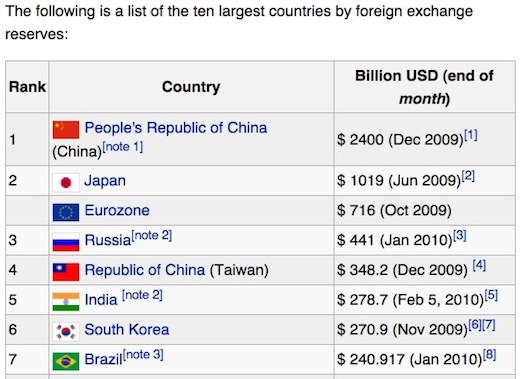 The following is a list of the ten largest countries by foreign exchange
reserves:
Rank Country Billion USD (end of
month)
1 People's Republic of China
(China)[note 1] $ 2400 (Dec 2009)[1]
2 Japan $ 1019 (Jun 2009)[2]
Eurozone $ 716 (Oct 2009)
3 Russia[note 2] $ 441 (Jan 2010)[3]
4 Republic of China (Taiwan) $ 348.2 (Dec 2009) [4]
5 India [note 2] $ 278.7 (Feb 5, 2010)[5]
6 South Korea $ 270.9 (Nov 2009)[6][7]
7 Brazil[note 3] $ 240.917 (Jan 2010)[8]